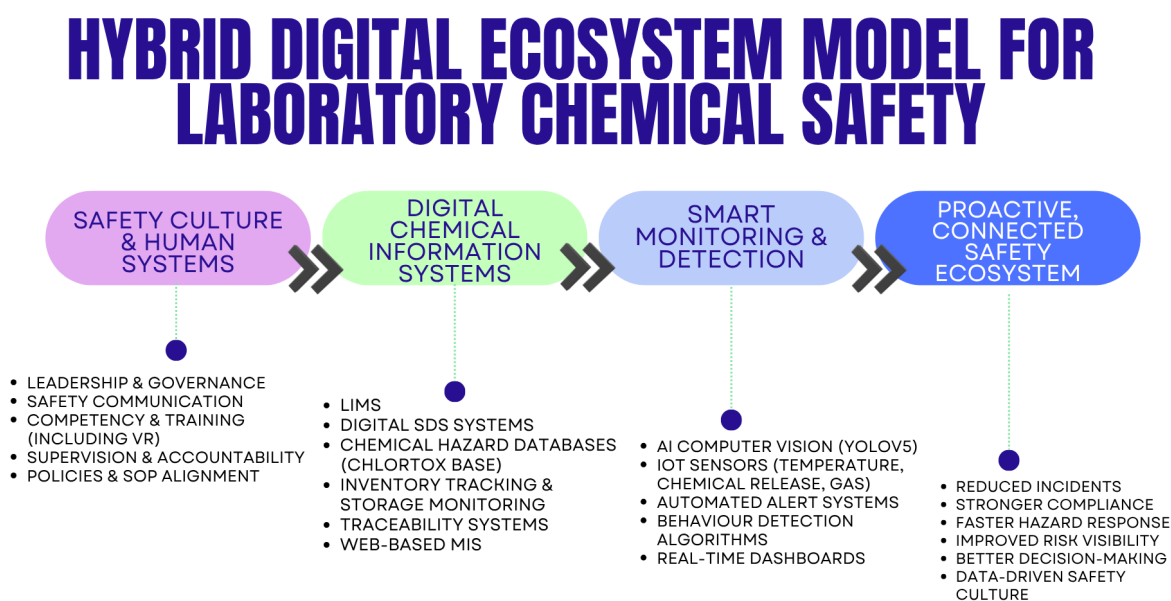 HYBRID DIGITAL ECOSYSTEM MODEL FOR
LABORATORY CHEMICAL SAFETY
SAFETY CULTURE
& HUMAN
SYSTEMS
• LEADERSHIP & GOVERNANCE
• SAFETY COMMUNICATION
• COMPETENCY & TRAINING
(INCLUDING VR)
• SUPERVISION & ACCOUNTABILITY
• POLICIES & SOP ALIGNMENT
DIGITAL
CHEMICAL
INFORMATION
SYSTEMS
• LIMS
• DIGITAL SDS SYSTEMS
• CHEMICAL HAZARD DATABASES
(CHLORTOX BASE)
• INVENTORY TRACKING &
STORAGE MONITORING
• TRACEABILITY SYSTEMS
• WEB-BASED MIS
SMART
MONITORING &
DETECTION
• AI COMPUTER VISION (YOLOV5)
• IOT SENSORS (TEMPERATURE,
CHEMICAL RELEASE, GAS)
• AUTOMATED ALERT SYSTEMS
• BEHAVIOUR DETECTION
ALGORITHMS
• REAL-TIME DASHBOARDS
PROACTIVE,
CONNECTED
SAFETY
ECOSYSTEM
• REDUCED INCIDENTS
• STRONGER COMPLIANCE
• FASTER HAZARD RESPONSE
• IMPROVED RISK VISIBILITY
• BETTER DECISION-MAKING
• DATA-DRIVEN SAFETY
CULTURE